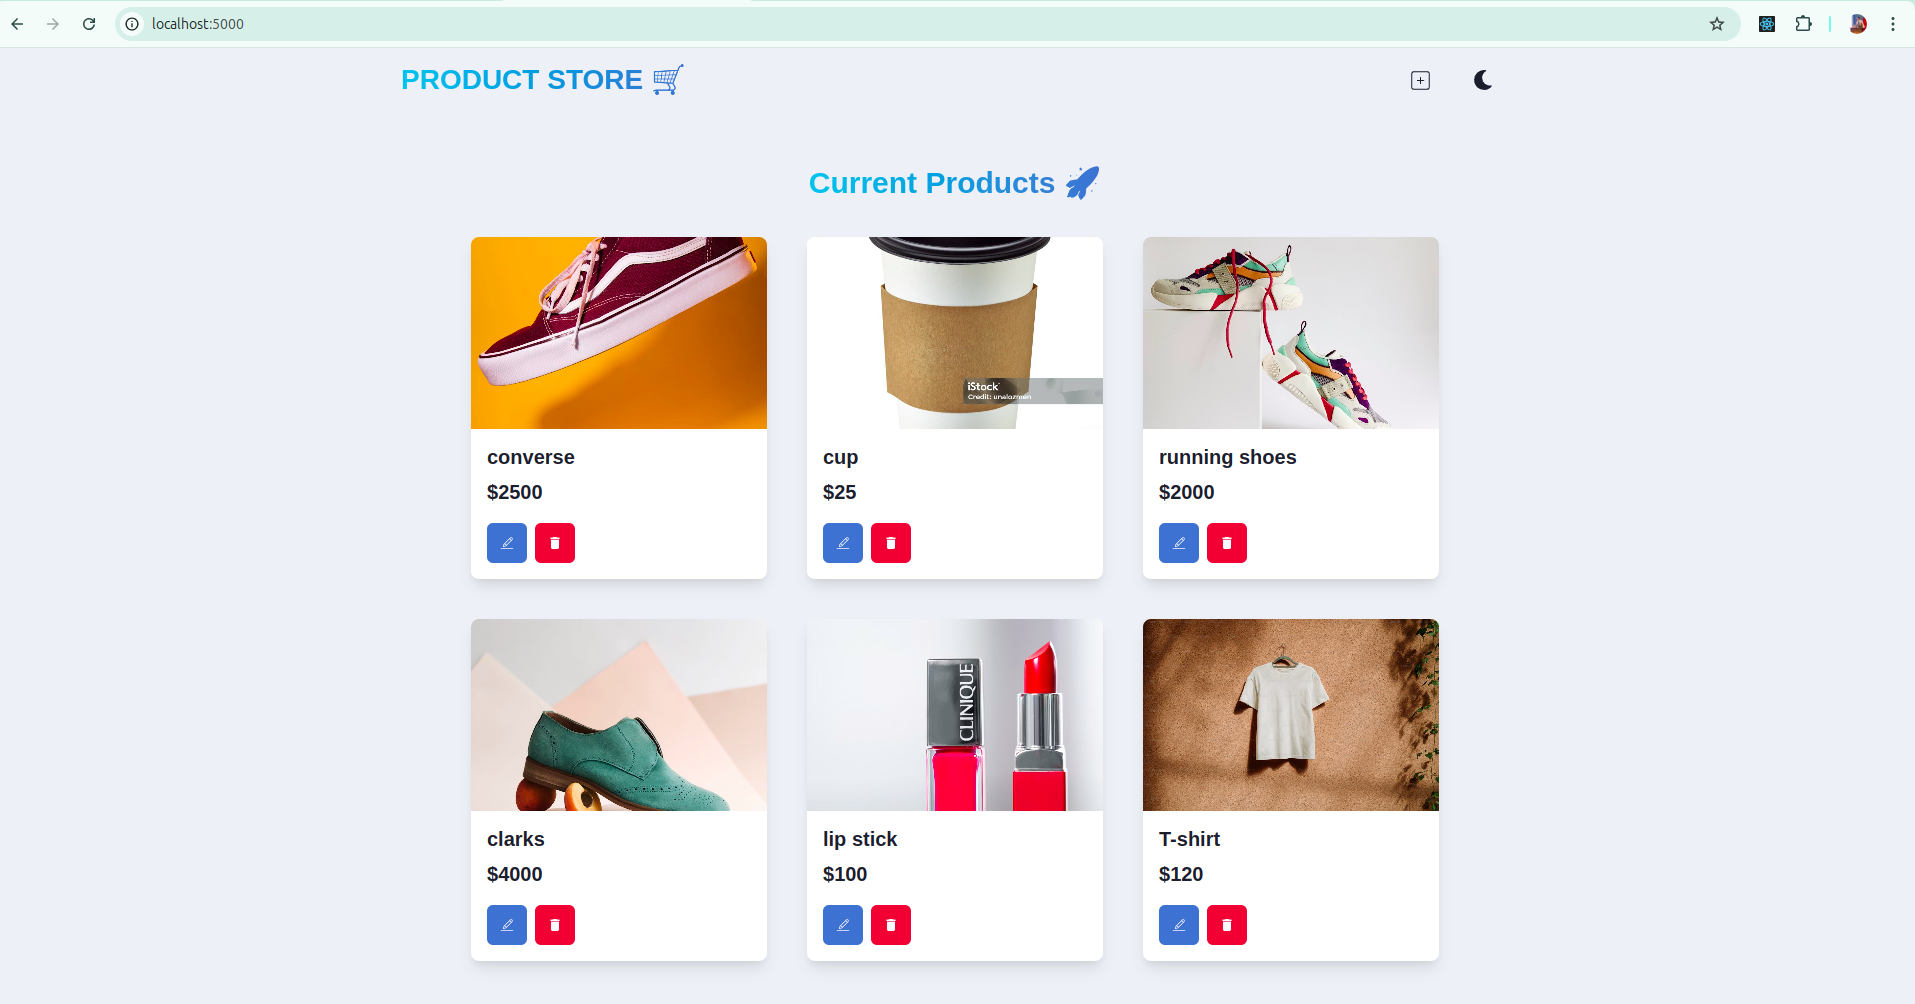 localhost:5000
PRODUCT STORE
Current Products
iStock
Credit: unalozmen
converse
$2500
cup
$25
running shoes
$2000
CLINIQUE
clarks
$4000
lip stick
$100
T-shirt
$120